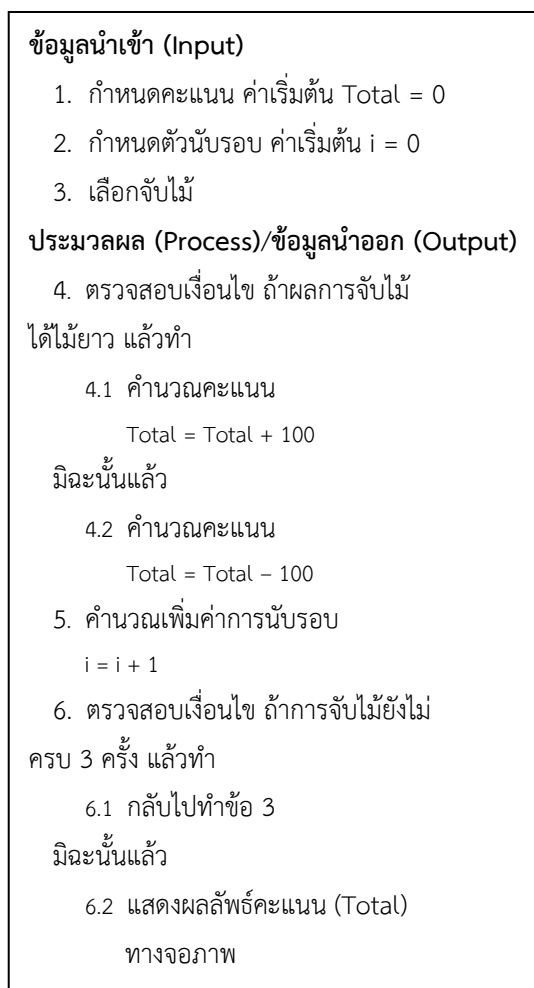 ข้อมูลนำเข้า (Input)
1. กำหนดคะแนน ค่าเริ่มต้น Total = 0
2. กำหนดตัวนับรอบ ค่าเริ่มต้น i = 0
3. เลือกจับไม้
ประมวลผล (Process)/ข้อมูลนำออก (Output)
4. ตรวจสอบเงื่อนไข ถ้าผลการจับไม้
ได้ไม้ยาว แล้วทำ
4.1 คำนวณคะแนน
Total = Total + 100
มิฉะนั้นแล้ว
4.2 คำนวณคะแนน
Total = Total – 100
5. คำนวณเพิ่มค่าการนับรอบ
i = i + 1
6. ตรวจสอบเงื่อนไข ถ้าการจับไม้ยังไม่
ครบ 3 ครั้ง แล้วทำ
6.1 กลับไปทำข้อ 3
มิฉะนั้นแล้ว
6.2 แสดงผลลัพธ์คะแนน (Total)
ทางจอภาพ